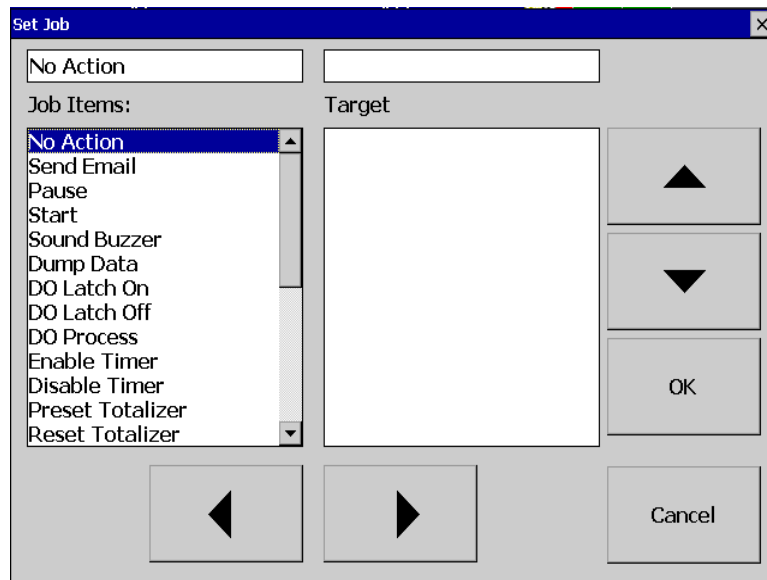 Set Job
No Action
Job Items:
Target
No Action
Send Email
Pause
Start
Sound Buzzer
Dump Data
DO Latch On
DO Latch Off
DO Process
Enable Timer
Disable Timer
Preset Totalizer
Reset Totalizer
OK
Cancel